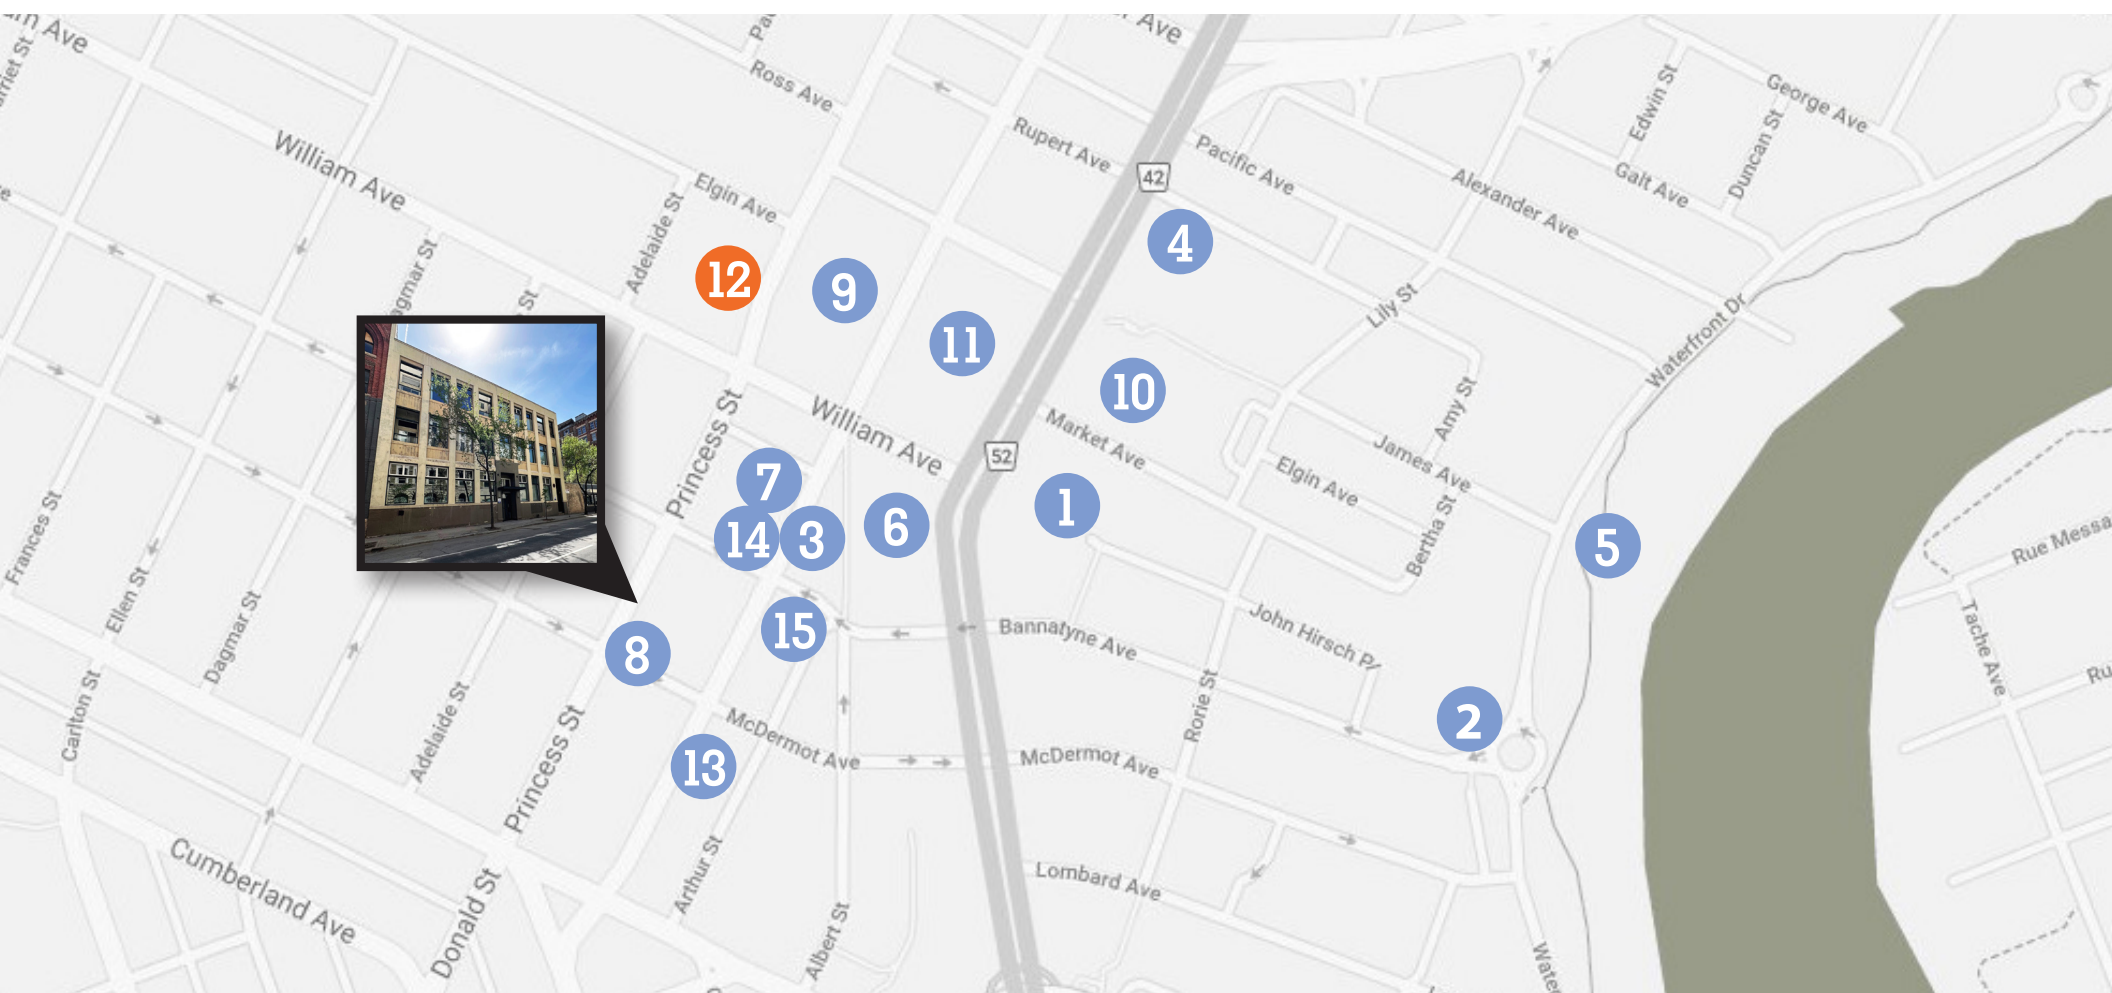 Ave
Ave
Ross Ave
George Ave
Edwin St
Duncan St
Rupert Ave
Pacific Ave
William Ave
42
Galt Ave
Alexander Ave
Elgin Ave
Adelaide St
4
12
9
Lily St
Waterfront Dr
11
10
Amy St
Princess St
William Ave
Market Ave
52
James Ave
Elgin Ave
Bertha St
7
14
3
6
1
5
Frances St
Ellen St
Dagmar St
15
Bannatyne Ave
John Hirsch Pl
Tache Ave
8
Carlton St
Adelaide St
Princess St
McDermot Ave
McDermot Ave
Rorie St
2
13
Cumberland Ave
Donald St
Arthur St
Albert St
Lombard Ave